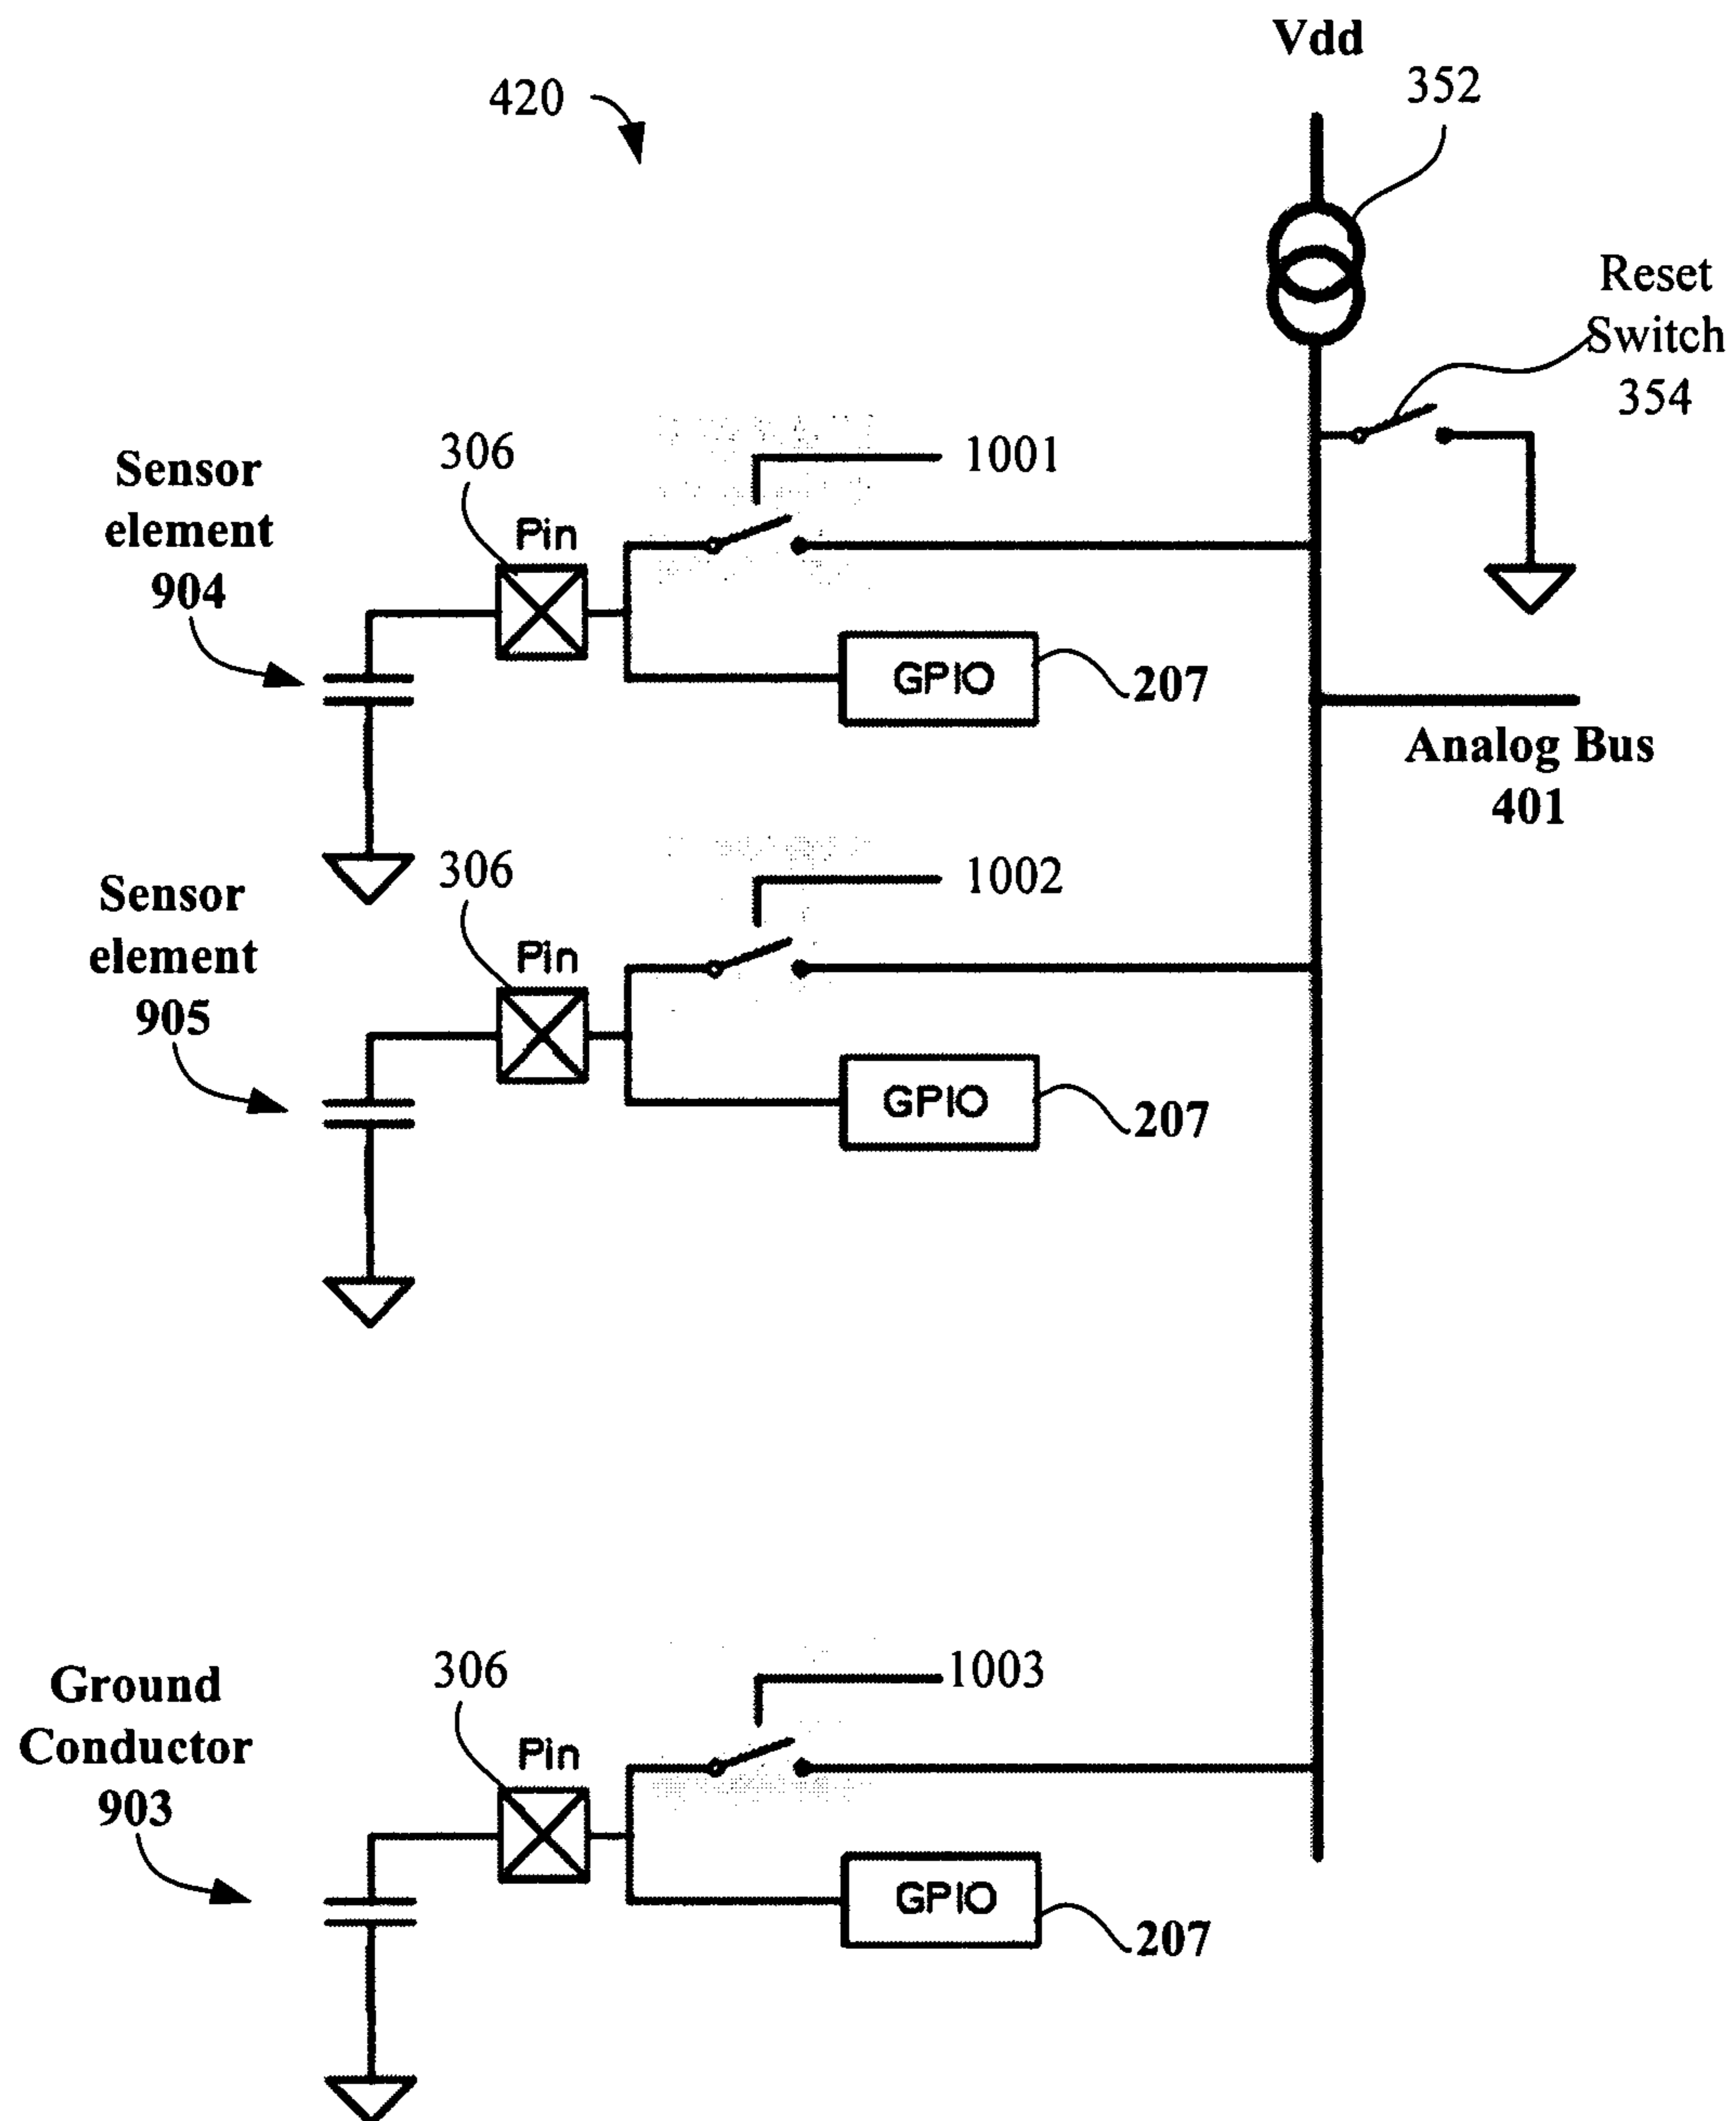 Vdd
352
420
Reset
Switch
354
306
1001
Sensor
element
904
Pin
GPIO
207
Analog Bus
401
306
1002
Sensor
element
905
Pin
GPIO
207
306
1003
Ground
Conductor
903
Pin
GPIO
207